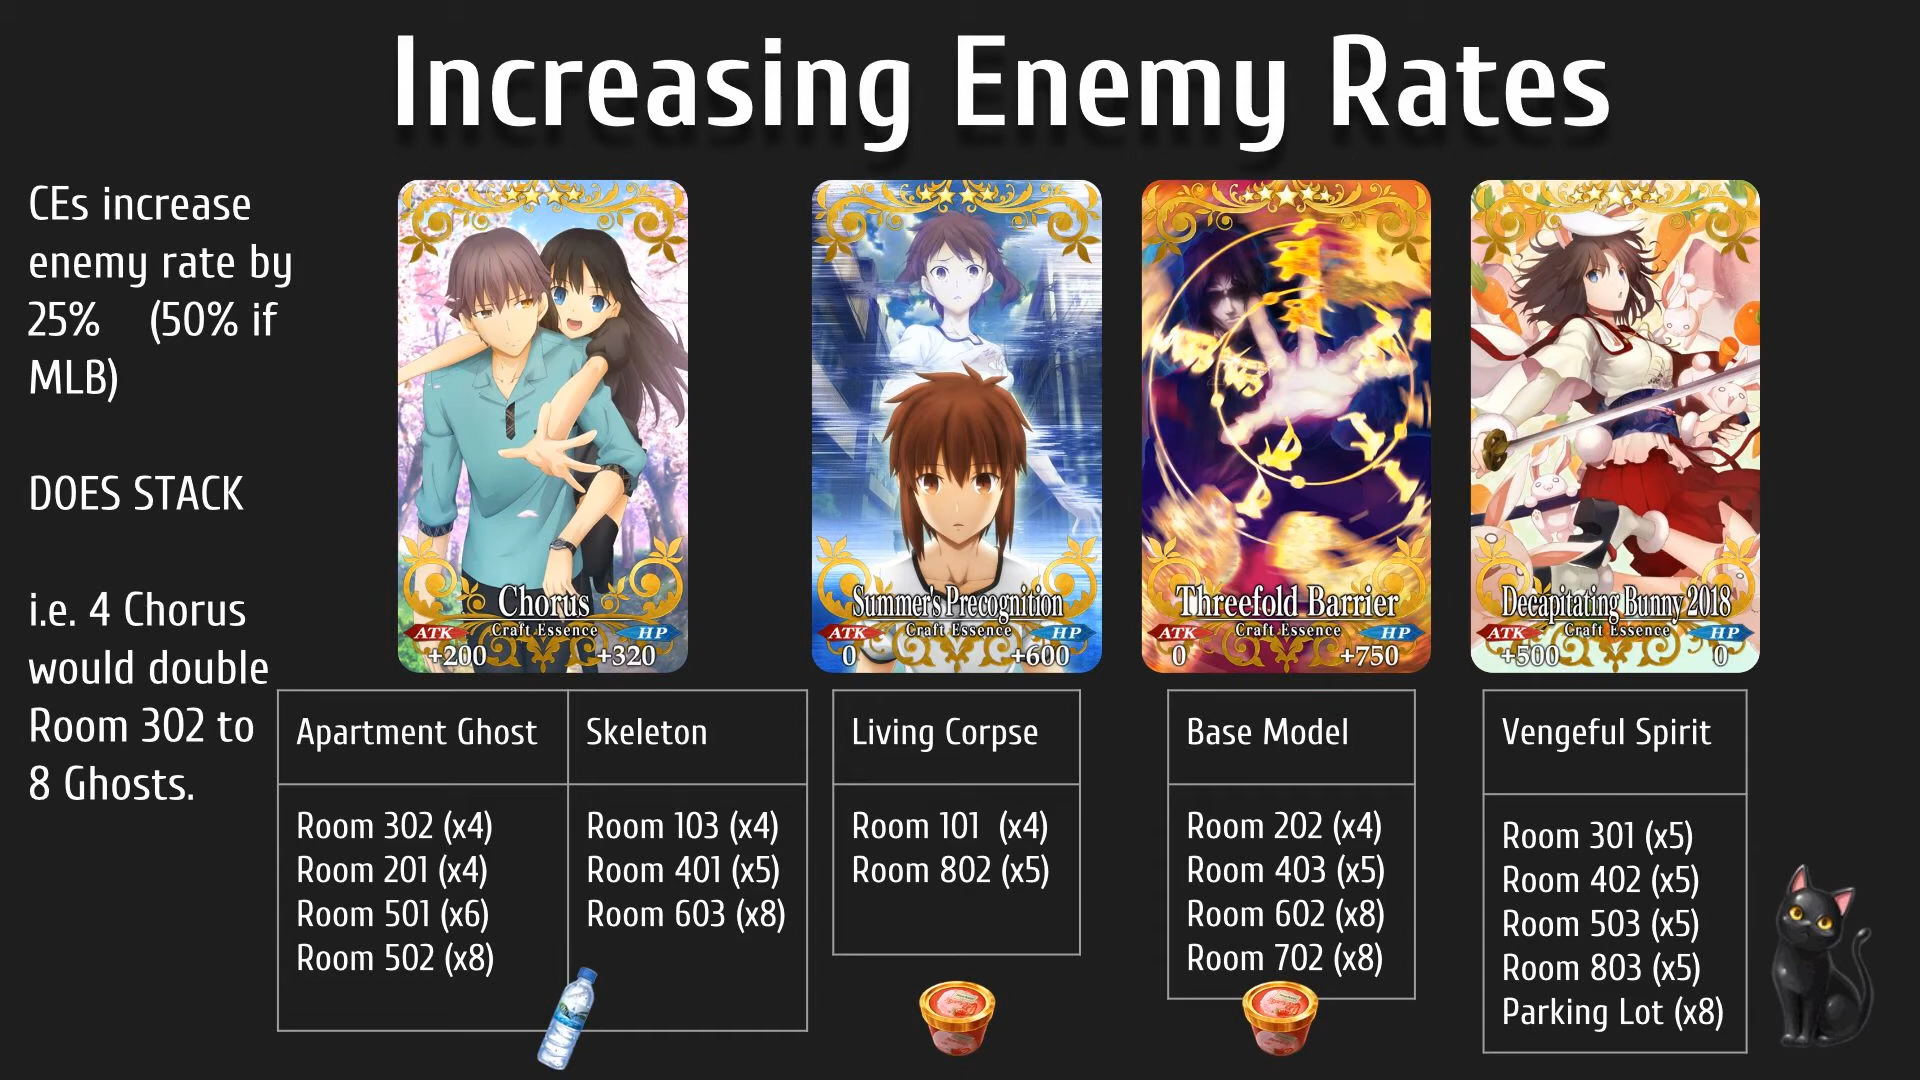 Increasing Enemy Rates
CEs increase
enemy rate by
25% (50% if
MLB)
DOES STACK
i.e. 4 Chorus
would double
Room 302 to
8 Ghosts.
Chorus
Craft Essence
ATK
HP
+200
+320
Summer's Precognition
Craft Essence
ATK
HP
0
+600
Threefold Barrier
Craft Essence
ATK
HP
0
+750
Decapitating Bunny 2018
Craft Essence
ATK
HP
+500
0
Apartment Ghost
Room 302 (x4)
Room 201 (x4)
Room 501 (x6)
Room 502 (x8)
Skeleton
Room 103 (x4)
Room 401 (x5)
Room 603 (x8)
Living Corpse
Room 101 (x4)
Room 802 (x5)
Base Model
Room 202 (x4)
Room 403 (x5)
Room 602 (x8)
Room 702 (x8)
Vengeful Spirit
Room 301 (x5)
Room 402 (x5)
Room 503 (x5)
Room 803 (x5)
Parking Lot (x8)